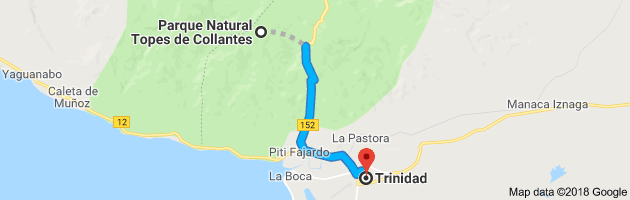 Parque Natural
Topes de Collantes
Yaguanabo
Caleta de
Muñoz
12
152
Manaca Iznaga
La Pastora
Piti Fajardo
La Boca
Trinidad
Map data ©2018 Google